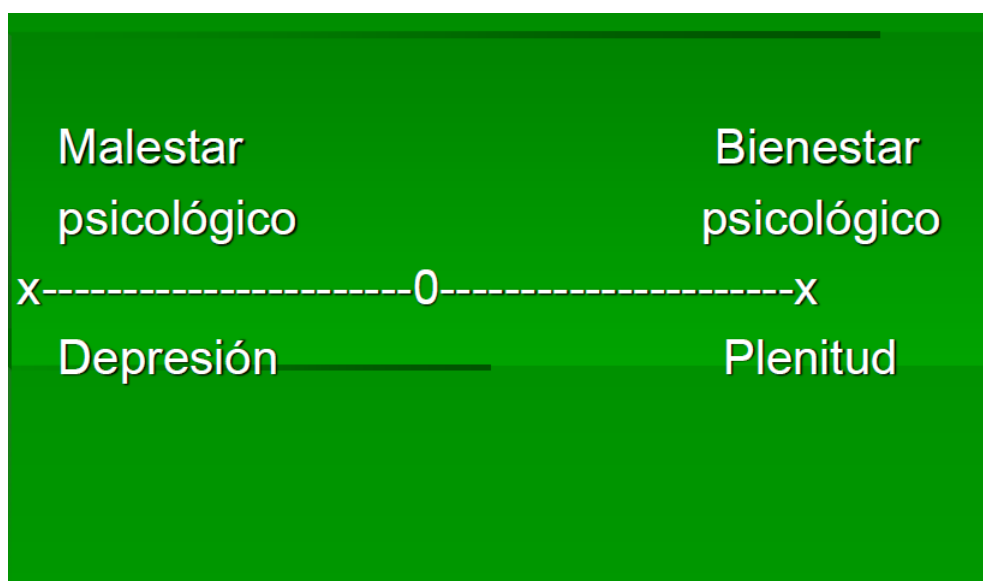 Malestar Bienestar
psicológico psicológico
x-----------------------0----------------------x
Depresión Plenitud